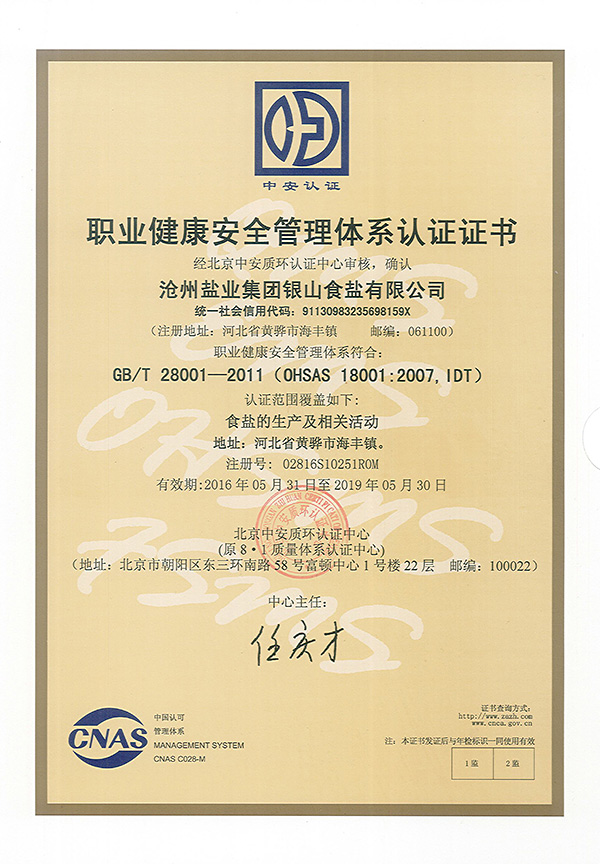 中安认证
职业健康安全管理体系认证证书
经北京中安质环认证中心审核，确认
沧州盐业集团银山食盐有限公司
统一社会信用代码：91130983235698159X
（注册地址：河北省黄骅市海丰镇 邮编：061100）
职业健康安全管理体系符合：
GB/T 28001—2011（OHSAS 18001:2007,IDT）
认证范围覆盖如下：
食盐的生产及相关活动
地址：河北省黄骅市海丰镇。
注册号：02816S10251R0M
有效期:2016年05月31日至2019年05月30日
北京中安质环认证中心
(原8·1质量体系认证中心)
（地址：北京市朝阳区东三环南路58号富顿中心1号楼22层 邮编：100022）
中心主任：
任庆才
CNAS
中国认可
管理体系
MANAGEMENT SYSTEM
CNAS C028-M
证书查询方式：
http://www.zazh.com
www.cnca.gov.cn
注：本证书发证后与年检标识一同使用有效
1监 2监